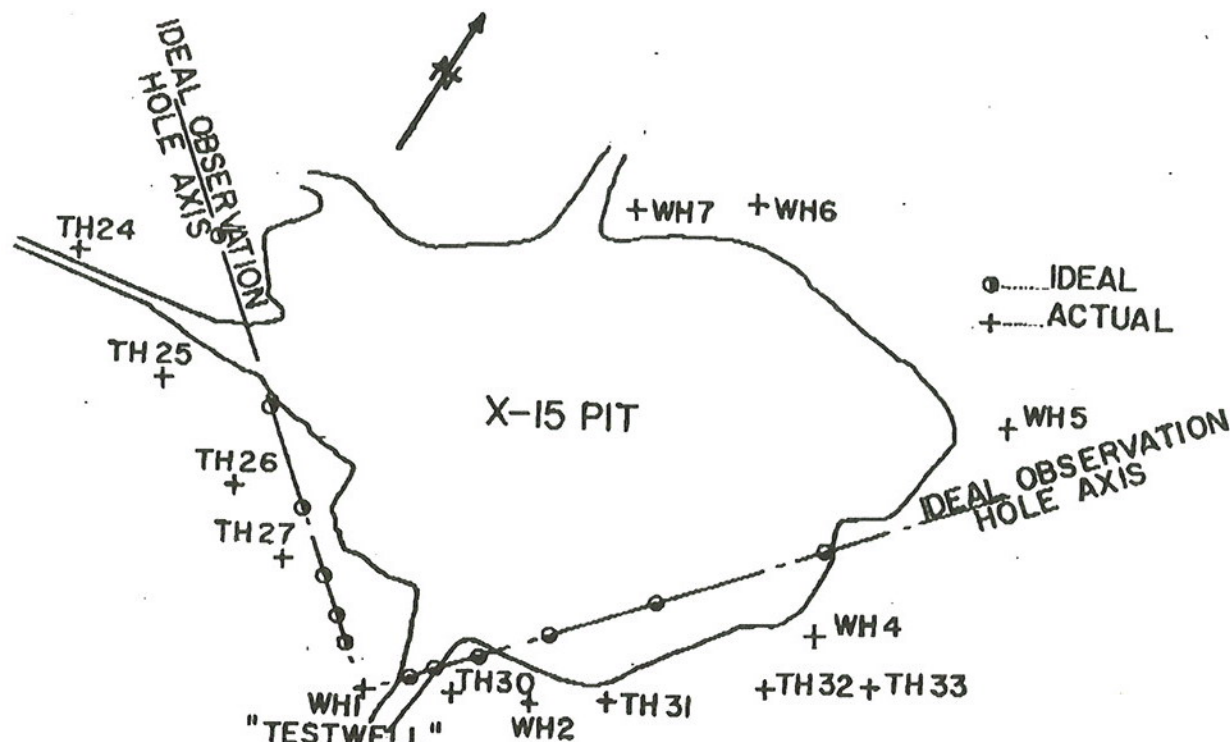 IDEAL OBSERVATION
HOLE AXIS
TH24
WH7
WH6
IDEAL
ACTUAL
TH25
X-15 PIT
WH5
IDEAL OBSERVATION
HOLE AXIS
TH26
TH27
WH4
TH30
TH32
TH33
WH1
TH31
WH2
"TESTWELL"